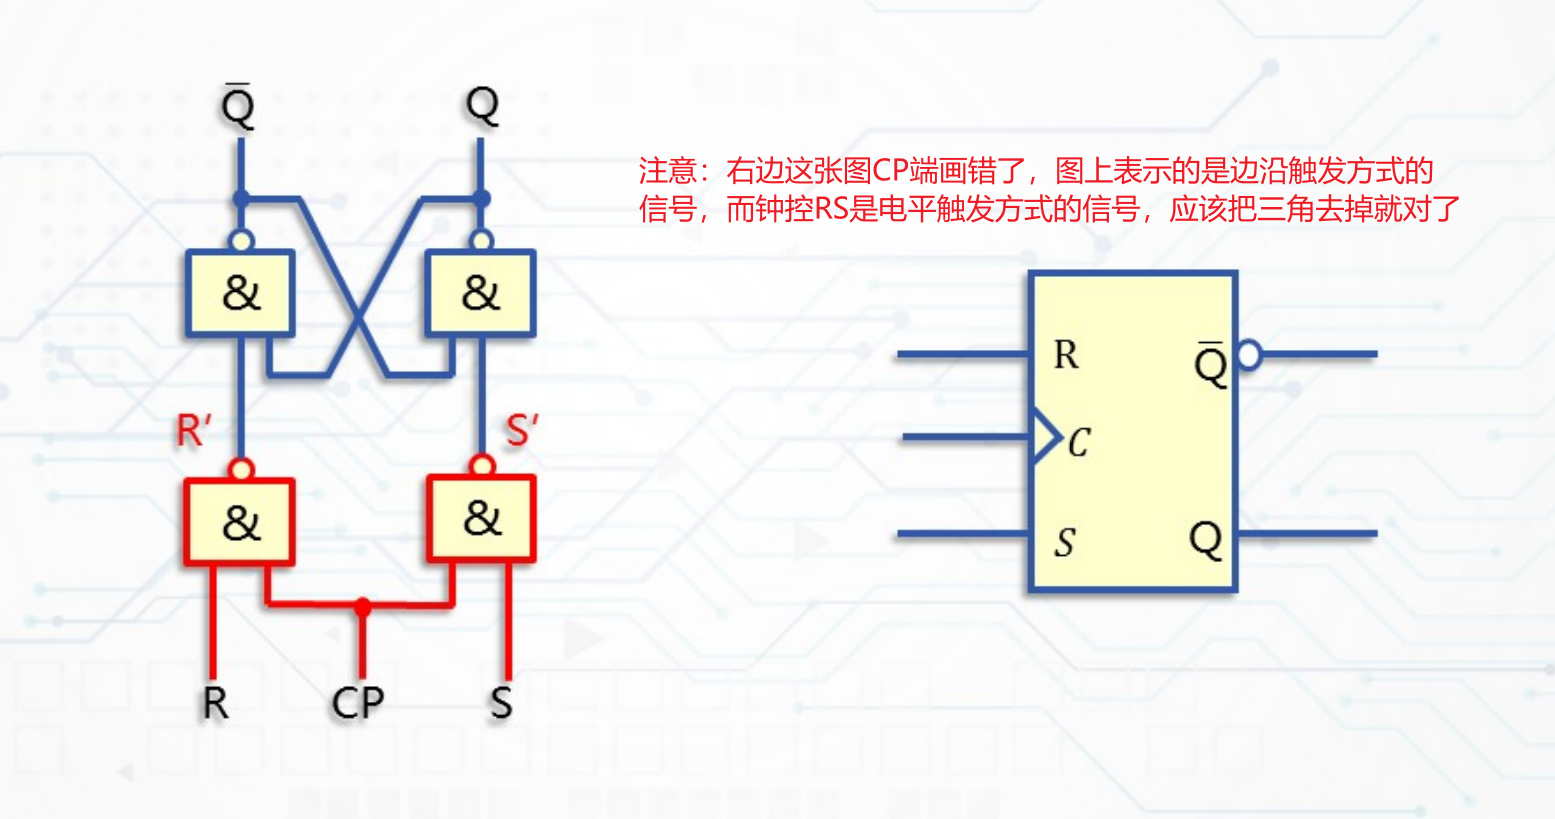 Q̅ Q
注意：右边这张图CP端画错了，图上表示的是边沿触发方式的
信号，而钟控RS是电平触发方式的信号，应该把三角去掉就对了
& &
R Q̅
R′ S′
C
& &
S Q
R CP S